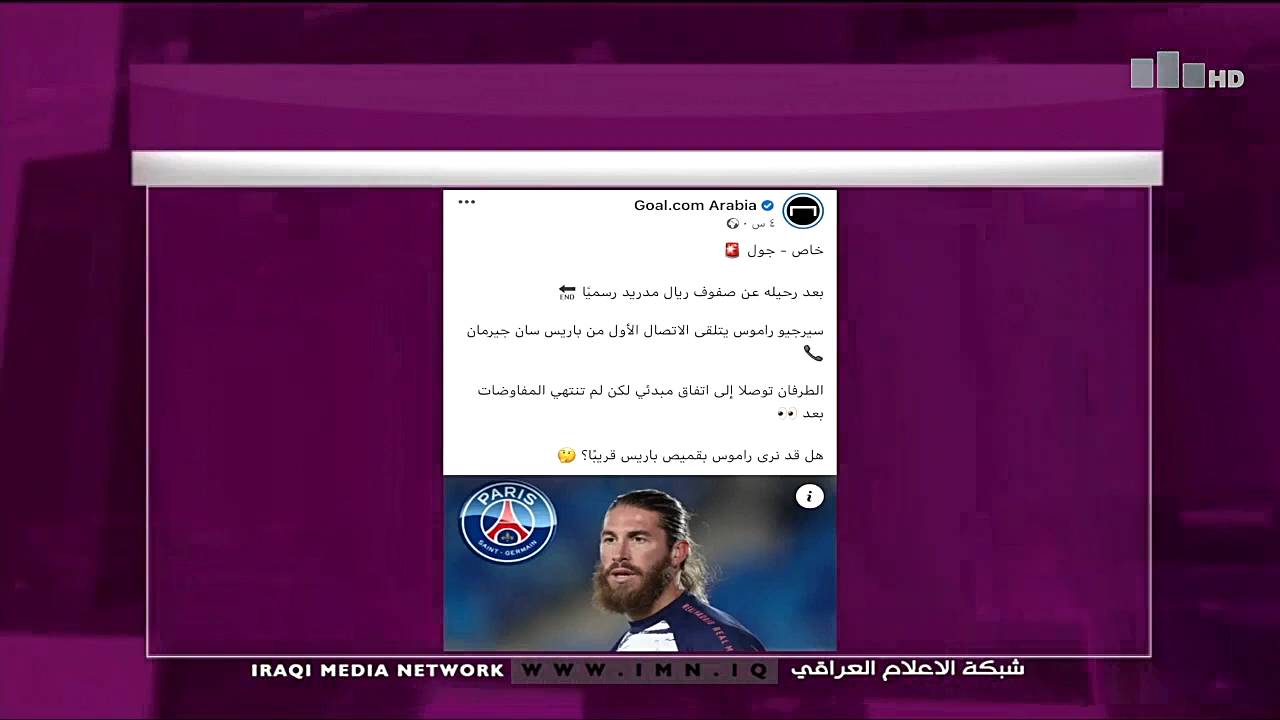 HD
Goal.com Arabia
٤ س ·
خاص - جول
بعد رحيله عن صفوف ريال مدريد رسميًا
END
سيرجيو راموس يتلقى الاتصال الأول من باريس سان جيرمان
الطرفان توصلا إلى اتفاق مبدئي لكن لم تنتهي المفاوضات
بعد
هل قد نرى راموس بقميص باريس قريبًا؟
i
PARIS
SAINT-GERMAIN
IRAQI MEDIA NETWORK WWW.IMN.IQ شبكة الاعلام العراقي